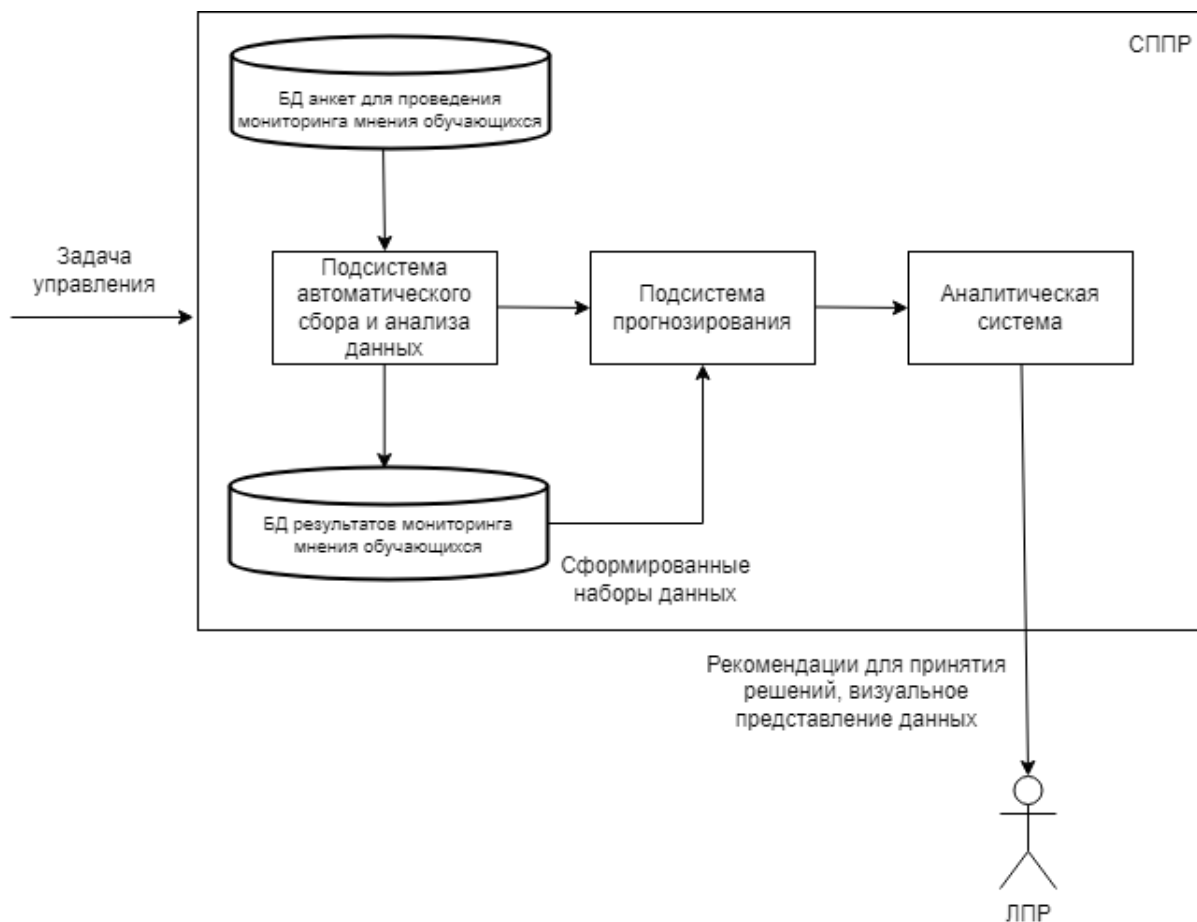 СППР
БД анкет для проведения
мониторинга мнения обучающихся
Задача
управления
Подсистема
автоматического
сбора и анализа
данных
Подсистема
прогнозирования
Аналитическая
система
БД результатов мониторинга
мнения обучающихся
Сформированные
наборы данных
Рекомендации для принятия
решений, визуальное
представление данных
ЛПР